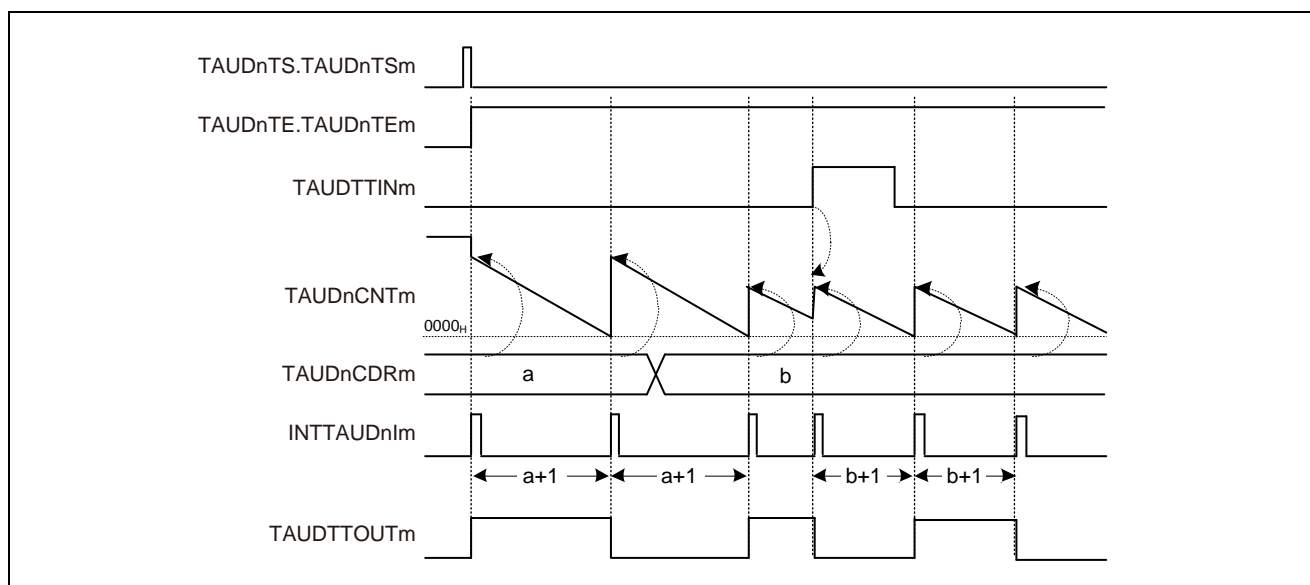 TAUDnTS.TAUDnTSm
TAUDnTE.TAUDnTEm
TAUDTTINm
TAUDnCNTm
0000H
TAUDnCDRm
a
b
INTTAUDnIm
a+1
a+1
b+1
b+1
TAUDTTOUTm